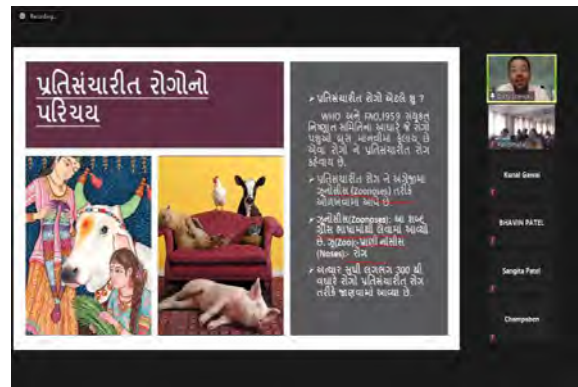 Recording...
પ્રતિસંચારીત રોગોનો
પરિચય
➤ પ્રતિસંચારીત રોગો એટલે શુ ?
WHO અને FAO,1959 સંયુક્ત
નિષ્ણાત સમિતિના આધારે જે રોગો
પશુઓ દ્વારા માનવીમાં ફેલાય છે
એવા રોગો ને પ્રતિસંચારીત રોગ
કહેવાય છે.
➤ પ્રતિસંચારીત રોગ ને અંગ્રેજીમા
ઝૂનોસીસ (Zoonoses) તરીકે
ઓળખવામાં આવે છે.
➤ ઝૂનોસીસ(Zoonoses): આ શબ્દ
ગ્રીસ ભાષામાંથી લેવામાં આવ્યો
છે. ઝૂ(Zoo):-પ્રાણી નોસીસ
(Noses):- રોગ
➤ અત્યાર સુધી લગભગ 300 થી
વધારે રોગો પ્રતિસંચારીત રોગ
તરીકે જાણવામાં આવ્યા છે.
Kunal Gawai
BHAVIN PATEL
Sangita Patel
Champaben